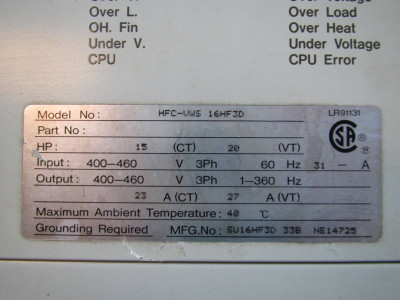 Over L. Over Load
OH. Fin Over Heat
Under V. Under Voltage
CPU CPU Error
Model No: HFC-VWS 16HF3D LR91131
Part No:
HP: 15 (CT) 20 (VT)
Input: 400-460 V 3Ph 60 Hz 31 - A
Output: 400-460 V 3Ph 1-360 Hz
23 A (CT) 27 A (VT)
Maximum Ambient Temperature: 40 ℃
Grounding Required MFG.No: SU16HF3D 33B NE14725